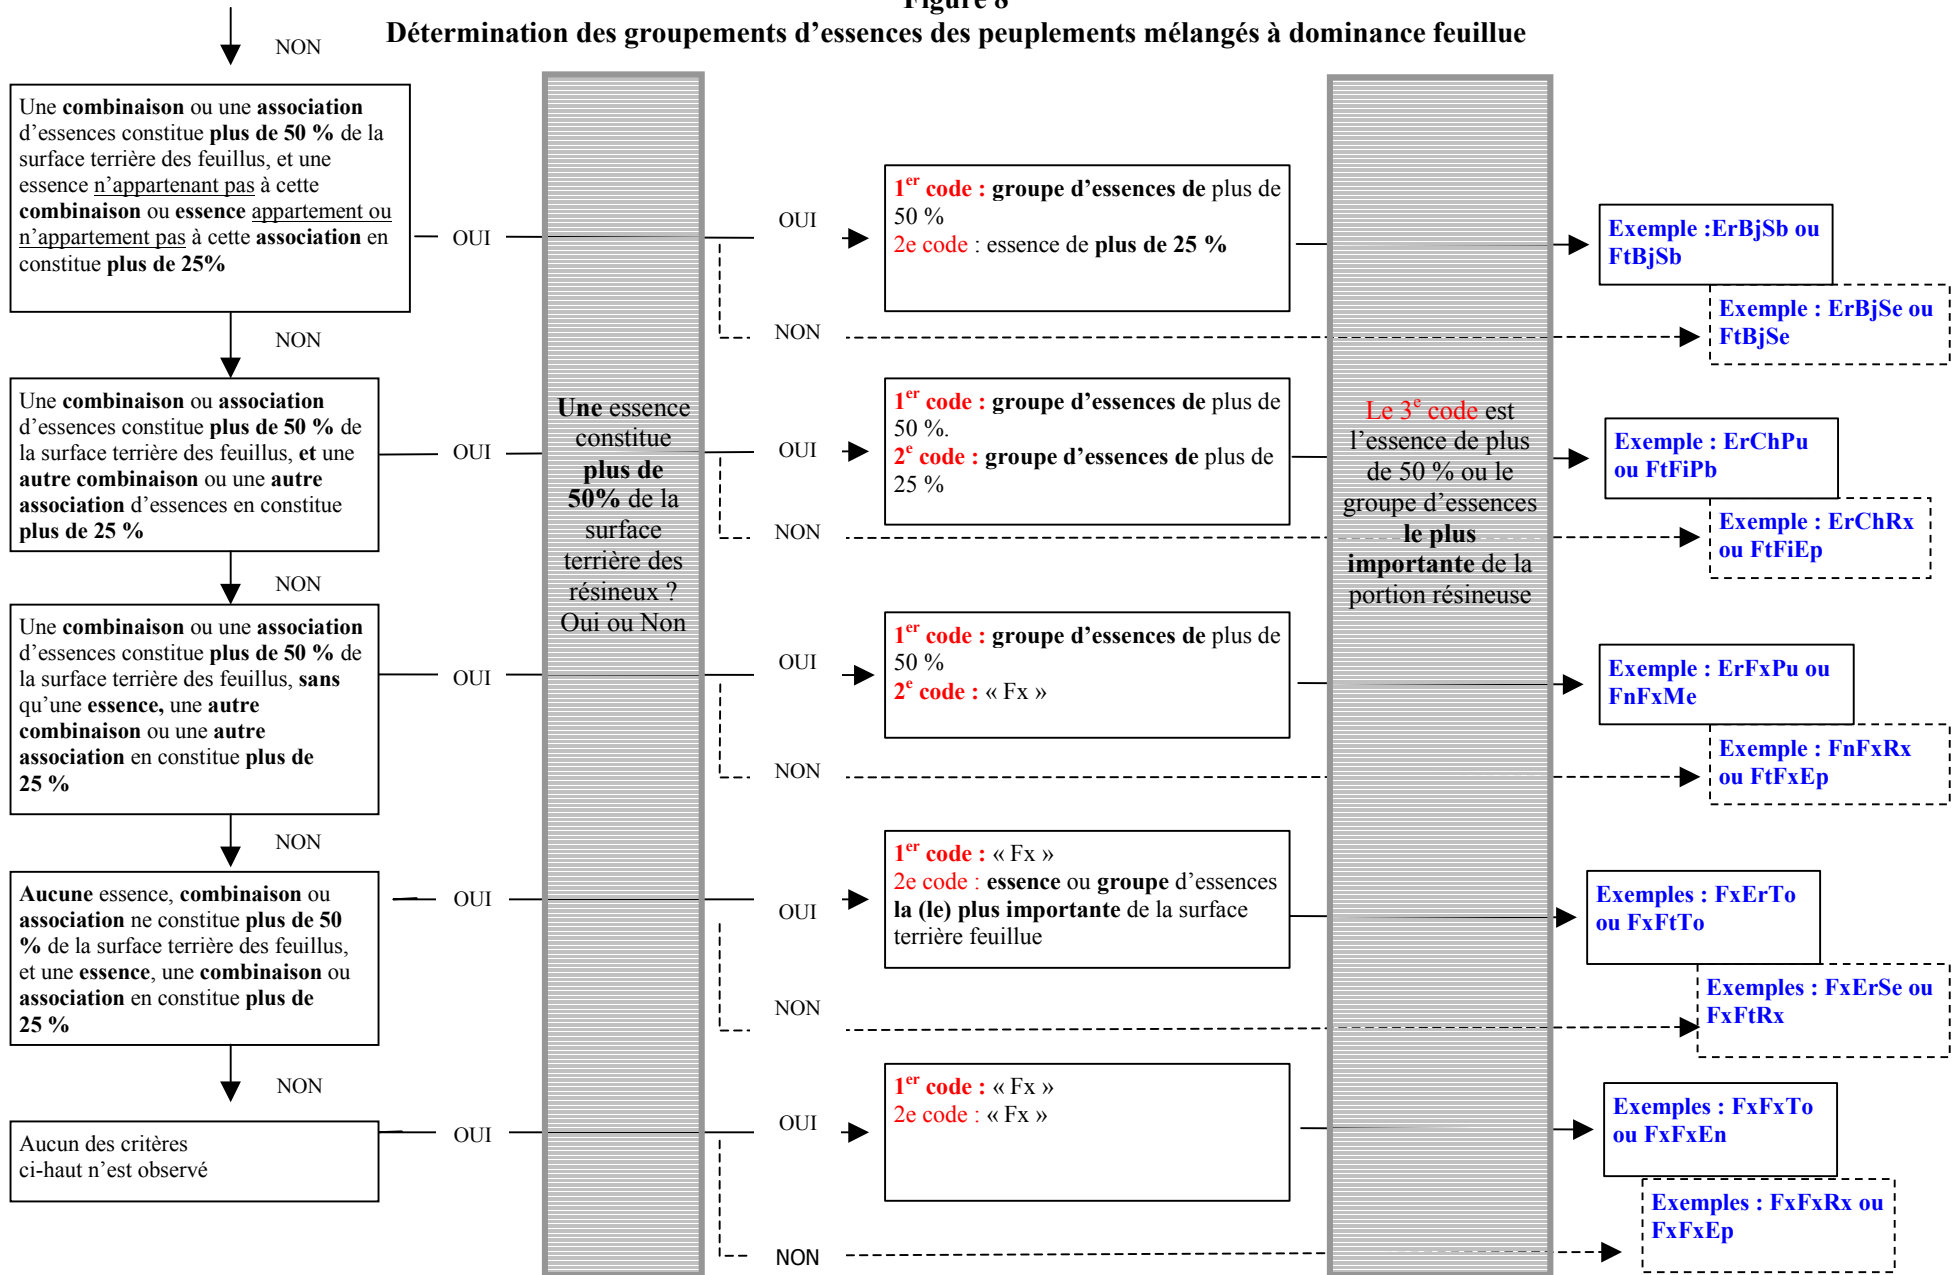 Figure 8
Détermination des groupements d'essences des peuplements mélangés à dominance feuillue
NON
Une combinaison ou une association
d'essences constitue plus de 50 % de la
surface terrière des feuillus, et une
essence n'appartenant pas à cette
combinaison ou essence appartement ou
n'appartement pas à cette association en
constitue plus de 25%
OUI
OUI
1er code : groupe d'essences de plus de
50 %
2e code : essence de plus de 25 %
Exemple :ErBjSb ou
FtBjSb
NON
Exemple : ErBjSe ou
FtBjSe
NON
Une combinaison ou association
d'essences constitue plus de 50 % de
la surface terrière des feuillus, et une
autre combinaison ou une autre
association d'essences en constitue
plus de 25 %
OUI
Une essence
constitue
plus de
50% de la
surface
terrière des
résineux ?
Oui ou Non
OUI
1er code : groupe d'essences de plus de
50 %.
2e code : groupe d'essences de plus de
25 %
Le 3e code est
l'essence de plus
de 50 % ou le
groupe d'essences
le plus
importante de la
portion résineuse
Exemple : ErChPu
ou FtFiPb
NON
Exemple : ErChRx
ou FtFiEp
NON
Une combinaison ou une association
d'essences constitue plus de 50 % de
la surface terrière des feuillus, sans
qu'une essence, une autre
combinaison ou une autre
association en constitue plus de
25 %
OUI
OUI
1er code : groupe d'essences de plus de
50 %
2e code : « Fx »
Exemple : ErFxPu ou
FnFxMe
NON
Exemple : FnFxRx
ou FtFxEp
NON
Aucune essence, combinaison ou
association ne constitue plus de 50
% de la surface terrière des feuillus,
et une essence, une combinaison ou
association en constitue plus de
25 %
OUI
OUI
1er code : « Fx »
2e code : essence ou groupe d'essences
la (le) plus importante de la surface
terrière feuillue
Exemples : FxErTo
ou FxFtTo
NON
Exemples : FxErSe ou
FxFtRx
NON
Aucun des critères
ci-haut n'est observé
OUI
OUI
1er code : « Fx »
2e code : « Fx »
Exemples : FxFxTo
ou FxFxEn
NON
Exemples : FxFxRx ou
FxFxEp